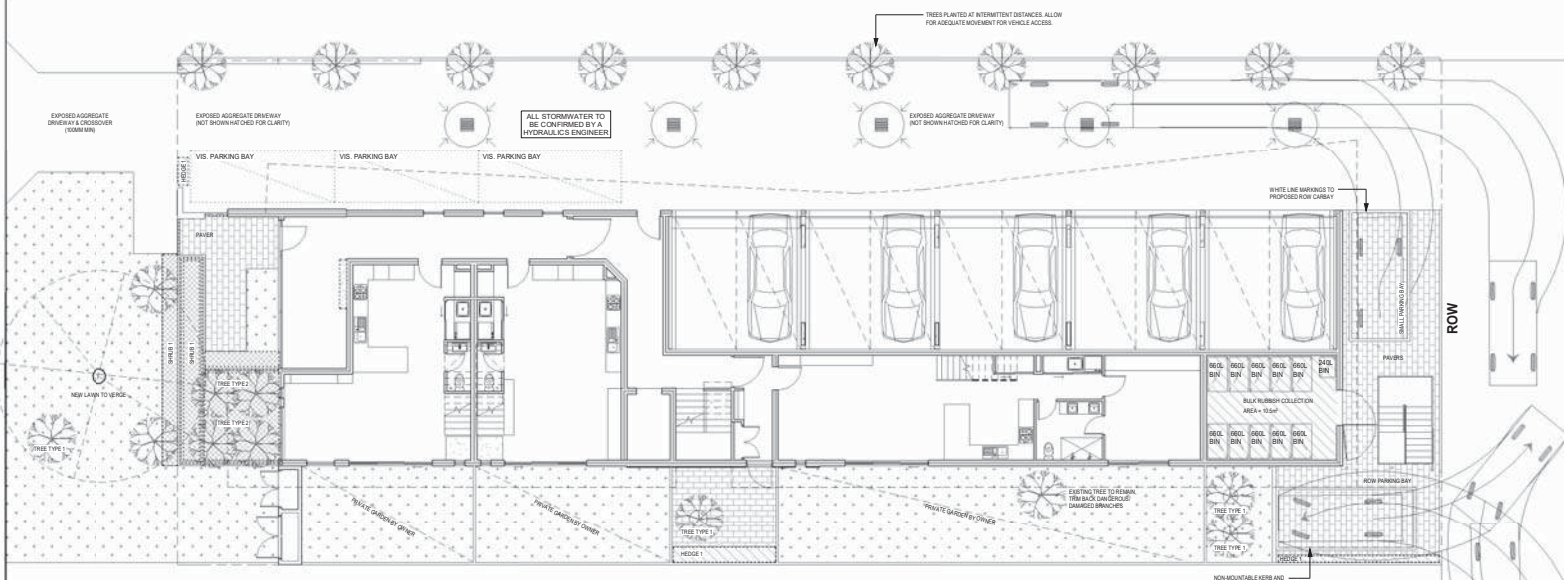 TREES PLANTED AT INTERMITTENT DISTANCES. ALLOW
FOR ADEQUATE MOVEMENT FOR VEHICLE ACCESS.
EXPOSED AGGREGATE
DRIVEWAY & CROSSOVER
(100MM MIN)
EXPOSED AGGREGATE DRIVEWAY
(NOT SHOWN HATCHED FOR CLARITY)
ALL STORMWATER TO
BE CONFIRMED BY A
HYDRAULICS ENGINEER
EXPOSED AGGREGATE DRIVEWAY
(NOT SHOWN HATCHED FOR CLARITY)
VIS. PARKING BAY
VIS. PARKING BAY
VIS. PARKING BAY
HEDGE 1
WHITE LINE MARKINGS TO
PROPOSED ROW CARBAY
PAVER
SMALL PARKING BAY
ROW
SHRUB 1
SHRUB 1
PAVERS
NEW LAWN TO VERGE
TREE TYPE 2
TREE TYPE 2
TREE TYPE 1
660L
BIN
660L
BIN
660L
BIN
660L
BIN
660L
BIN
240L
BIN
BULK RUBBISH COLLECTION
AREA = 10.5m²
660L
BIN
660L
BIN
660L
BIN
660L
BIN
660L
BIN
ROW PARKING BAY
PRIVATE GARDEN BY OWNER
PRIVATE GARDEN BY OWNER
PRIVATE GARDEN BY OWNER
EXISTING TREE TO REMAIN,
TRIM BACK DANGEROUS/
DAMAGED BRANCHES
TREE TYPE 1
TREE TYPE 1
TREE TYPE 1
HEDGE 1
HEDGE 1
NON-MOUNTABLE KERB AND